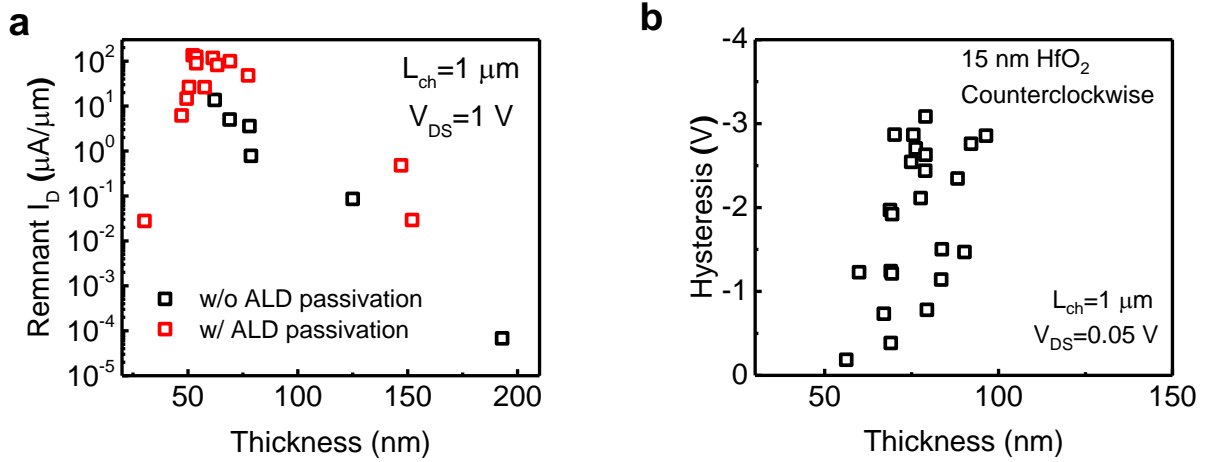 a
Remnant I_D (μA/μm)
10^2
10^1
10^0
10^-1
10^-2
10^-3
10^-4
10^-5
L_ch=1 μm
V_DS=1 V
w/o ALD passivation
w/ ALD passivation
50 100 150 200
Thickness (nm)
b
Hysteresis (V)
-4
-3
-2
-1
0
15 nm HfO_2
Counterclockwise
L_ch=1 μm
V_DS=0.05 V
50 100 150
Thickness (nm)